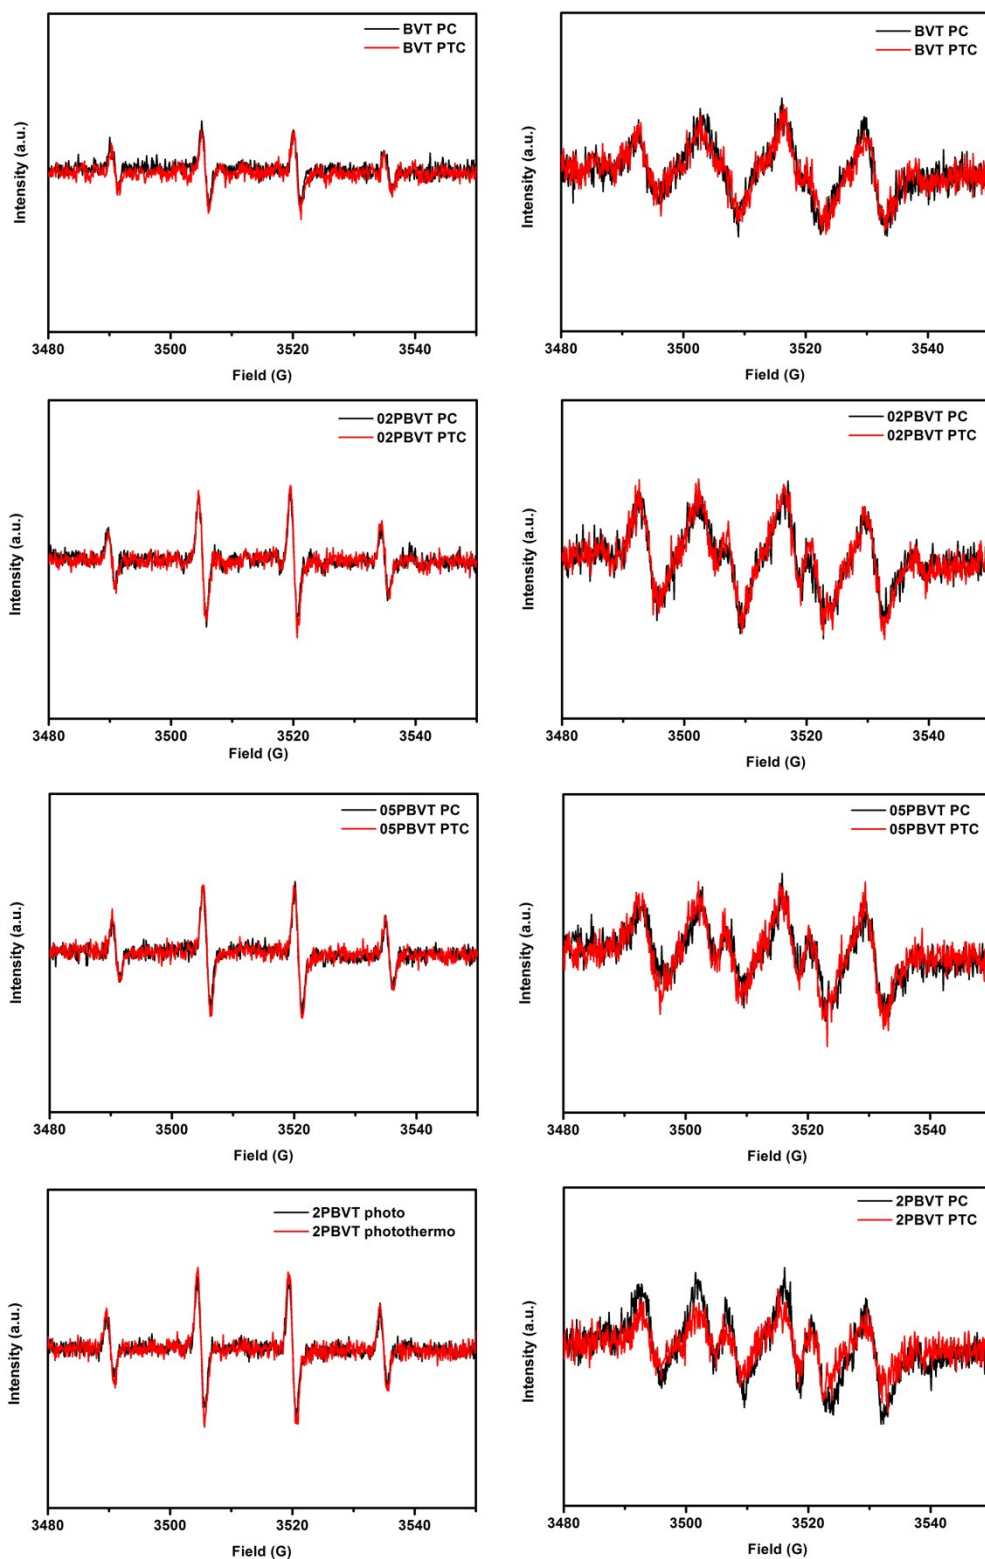 BVT PC
BVT PTC
Intensity (a.u.)
3480 3500 3520 3540
Field (G)
BVT PC
BVT PTC
Intensity (a.u.)
3480 3500 3520 3540
Field (G)
02PBVT PC
02PBVT PTC
Intensity (a.u.)
3480 3500 3520 3540
Field (G)
02PBVT PC
02PBVT PTC
Intensity (a.u.)
3480 3500 3520 3540
Field (G)
05PBVT PC
05PBVT PTC
Intensity (a.u.)
3480 3500 3520 3540
Field (G)
05PBVT PC
05PBVT PTC
Intensity (a.u.)
3480 3500 3520 3540
Field (G)
2PBVT photo
2PBVT photothermo
Intensity (a.u.)
3480 3500 3520 3540
Field (G)
2PBVT PC
2PBVT PTC
Intensity (a.u.)
3480 3500 3520 3540
Field (G)